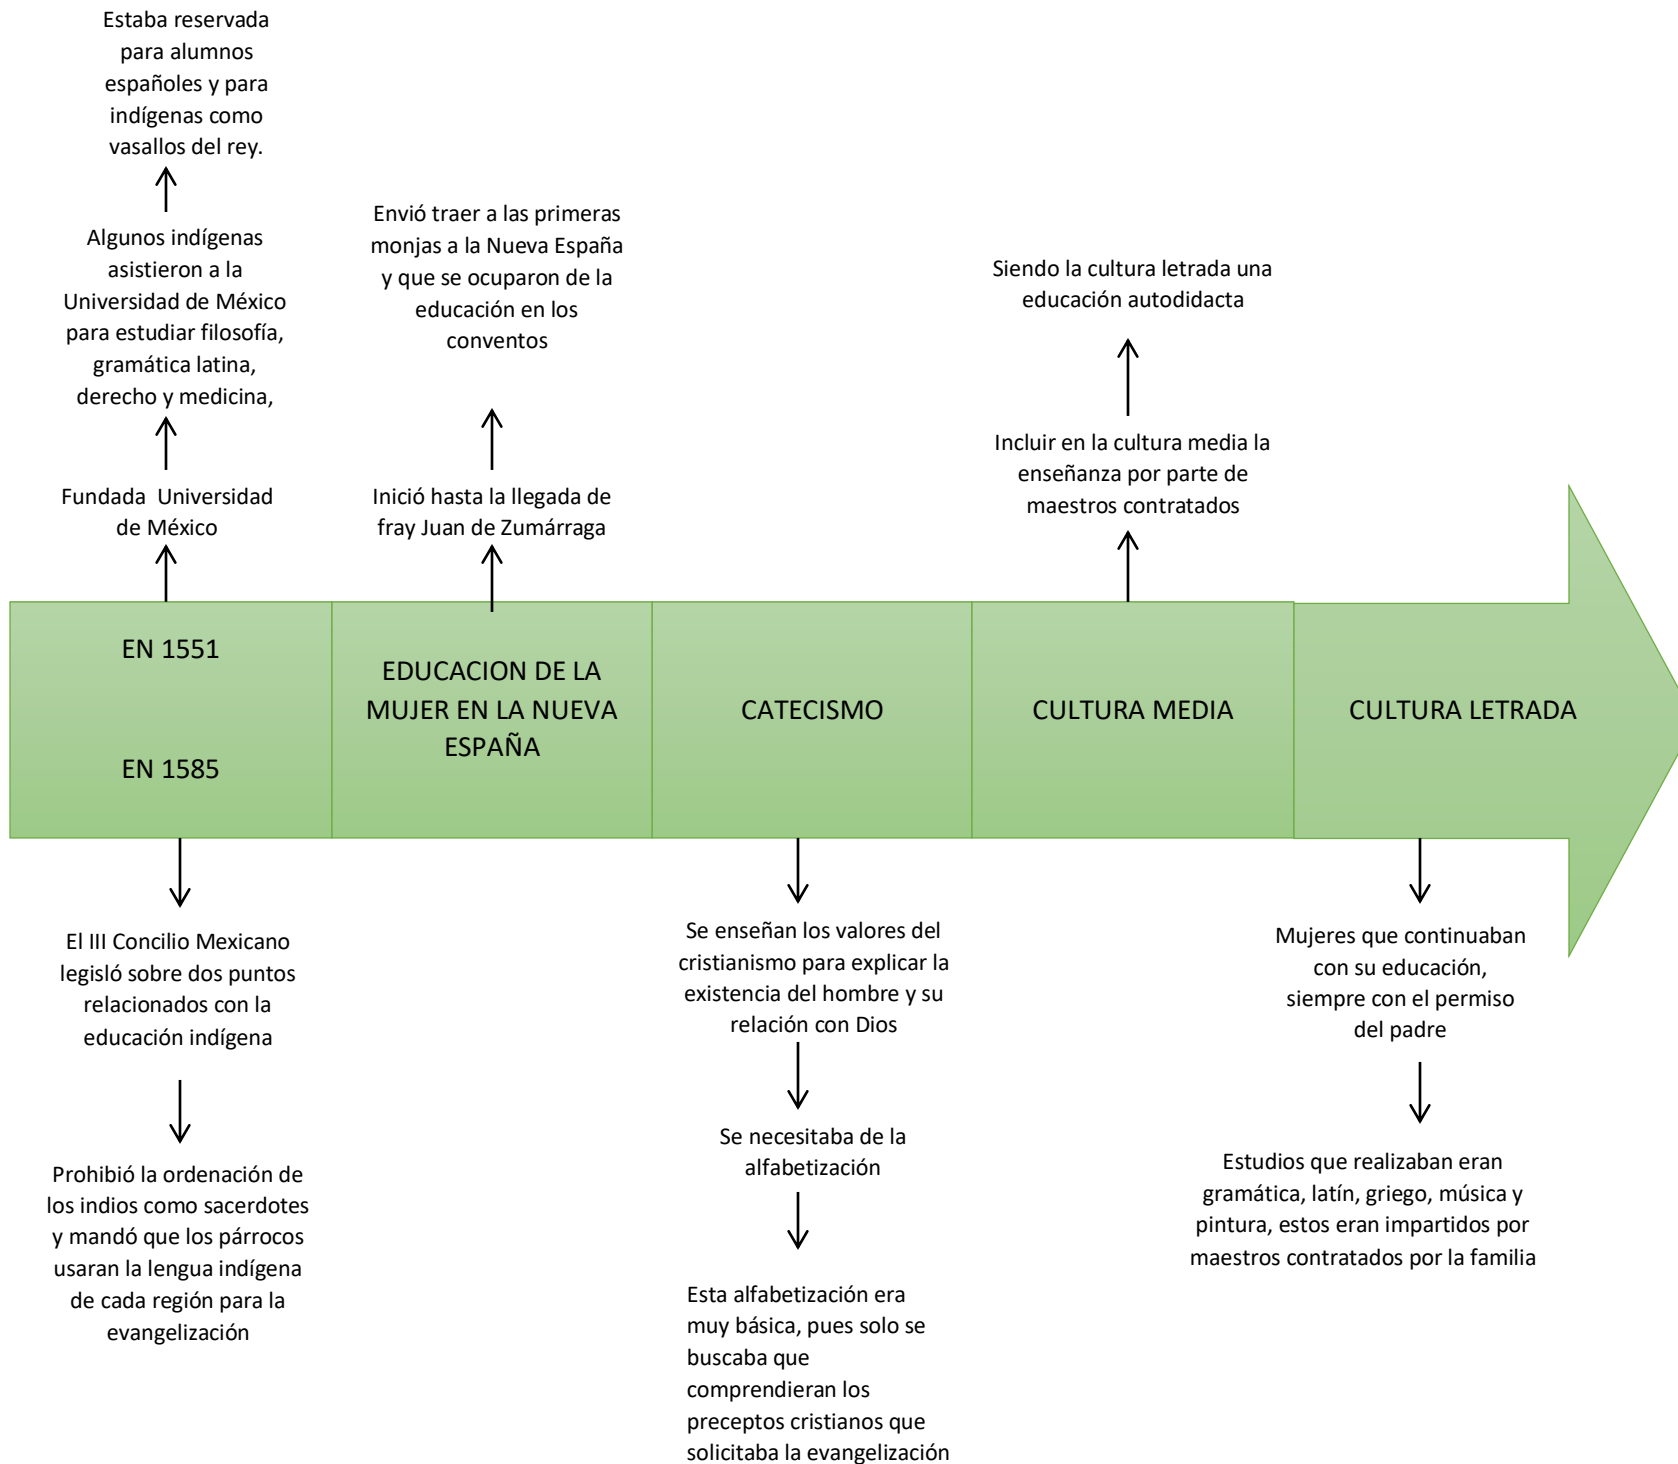 Estaba reservada
para alumnos
españoles y para
indígenas como
vasallos del rey.
Algunos indígenas
asistieron a la
Universidad de México
para estudiar filosofía,
gramática latina,
derecho y medicina,
Fundada  Universidad
de México
Envió traer a las primeras
monjas a la Nueva España
y que se ocuparon de la
educación en los
conventos
Inició hasta la llegada de
fray Juan de Zumárraga
Siendo la cultura letrada una
educación autodidacta
Incluir en la cultura media la
enseñanza por parte de
maestros contratados
EN 1551
EN 1585
EDUCACION DE LA
MUJER EN LA NUEVA
ESPAÑA
CATECISMO
CULTURA MEDIA
CULTURA LETRADA
El III Concilio Mexicano
legisló sobre dos puntos
relacionados con la
educación indígena
Prohibió la ordenación de
los indios como sacerdotes
y mandó que los párrocos
usaran la lengua indígena
de cada región para la
evangelización
Se enseñan los valores del
cristianismo para explicar la
existencia del hombre y su
relación con Dios
Se necesitaba de la
alfabetización
Esta alfabetización era
muy básica, pues solo se
buscaba que
comprendieran los
preceptos cristianos que
solicitaba la evangelización
Mujeres que continuaban
con su educación,
siempre con el permiso
del padre
Estudios que realizaban eran
gramática, latín, griego, música y
pintura, estos eran impartidos por
maestros contratados por la familia